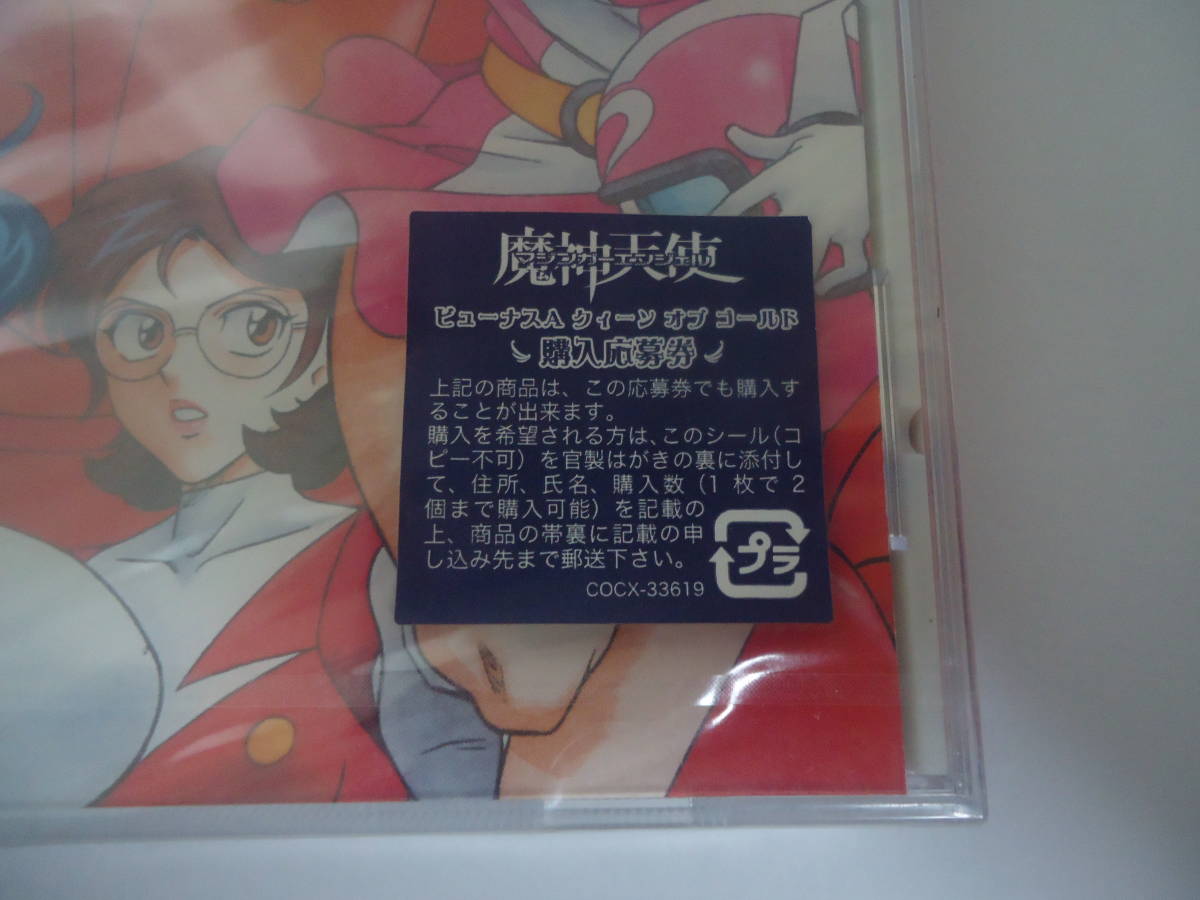 魔神天使
マジンガーエンジェル
ビューナスA クィーン オブ ゴールド
購入応募券
上記の商品は、この応募券でも購入す
ることが出来ます。
購入を希望される方は、このシール(コ
ピー不可)を官製はがきの裏に添付し
て、住所、氏名、購入数(1枚で2
個まで購入可能)を記載の
上、商品の帯裏に記載の申
し込み先まで郵送下さい。
プラ
COCX-33619